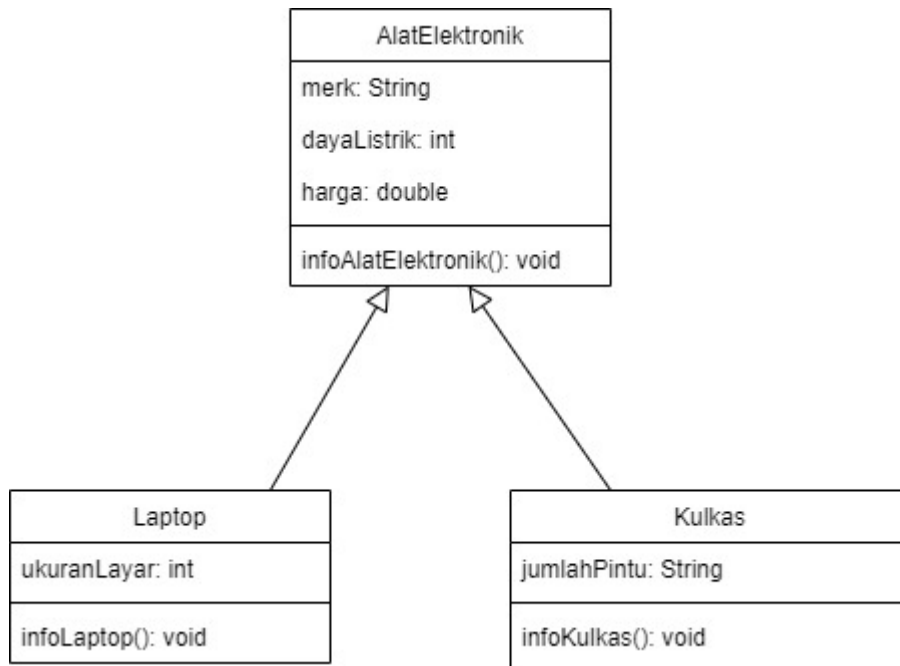 AlatElektronik
merk: String
dayaListrik: int
harga: double
infoAlatElektronik(): void
Laptop
ukuranLayar: int
infoLaptop(): void
Kulkas
jumlahPintu: String
infoKulkas(): void